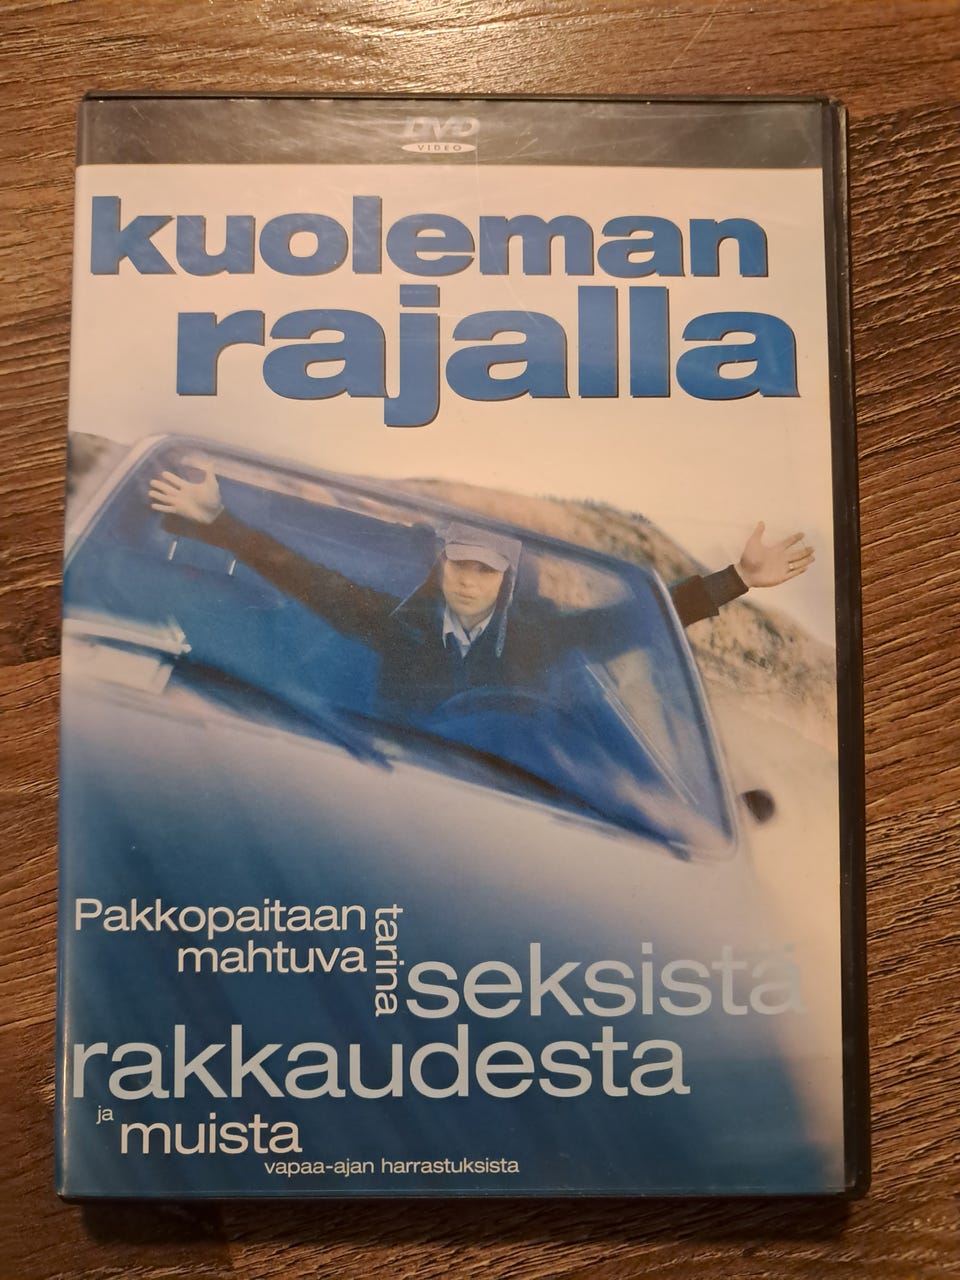 DVD
VIDEO
kuoleman
rajalla
Pakkopaitaan
mahtuva
tarina
seksistä
rakkaudesta
ja
muista
vapaa-ajan harrastuksista